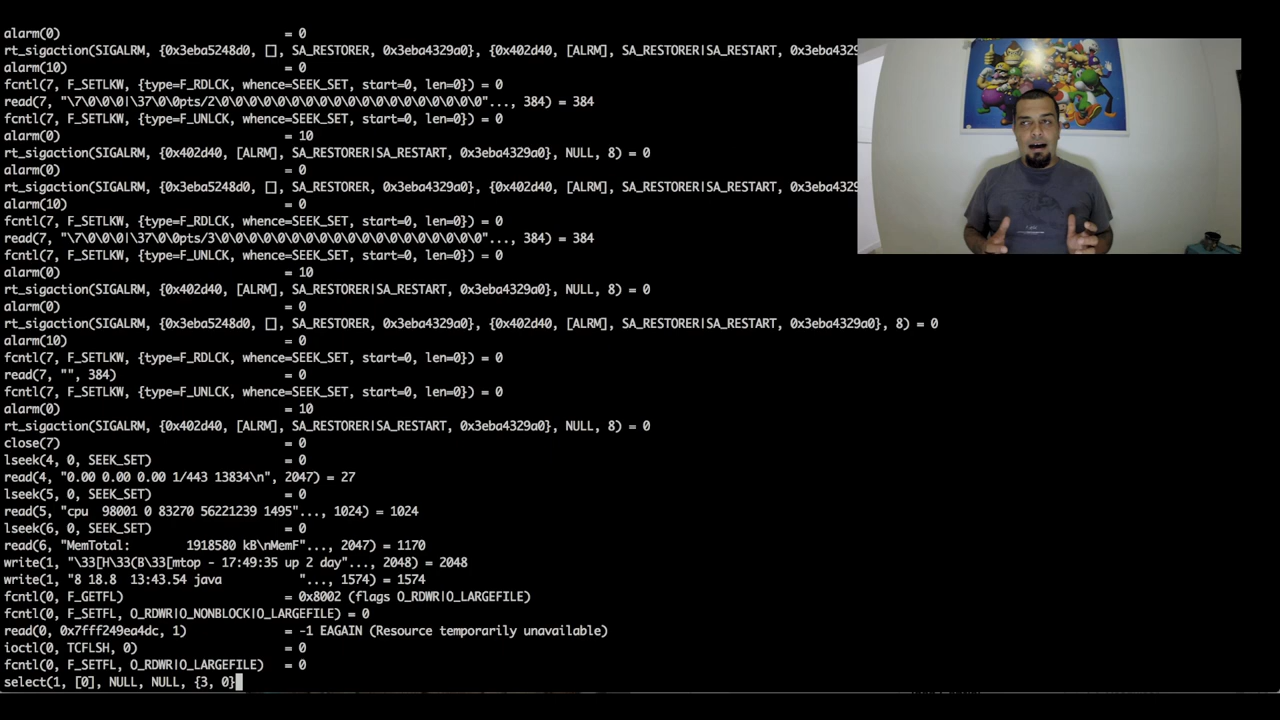 alarm(0) = 0
rt_sigaction(SIGALRM, {0x3eba5248d0, [], SA_RESTORER, 0x3eba4329a0}, {0x402d40, [ALRM], SA_RESTORER|SA_RESTART, 0x3eba4329a
alarm(10) = 0
fcntl(7, F_SETLKW, {type=F_RDLCK, whence=SEEK_SET, start=0, len=0}) = 0
read(7, "\7\0\0\0|\37\0\0pts/2\0\0\0\0\0\0\0\0\0\0\0\0\0\0\0\0\0\0\0"..., 384) = 384
fcntl(7, F_SETLKW, {type=F_UNLCK, whence=SEEK_SET, start=0, len=0}) = 0
alarm(0) = 10
rt_sigaction(SIGALRM, {0x402d40, [ALRM], SA_RESTORER|SA_RESTART, 0x3eba4329a0}, NULL, 8) = 0
alarm(0) = 0
rt_sigaction(SIGALRM, {0x3eba5248d0, [], SA_RESTORER, 0x3eba4329a0}, {0x402d40, [ALRM], SA_RESTORER|SA_RESTART, 0x3eba4329a
alarm(10) = 0
fcntl(7, F_SETLKW, {type=F_RDLCK, whence=SEEK_SET, start=0, len=0}) = 0
read(7, "\7\0\0\0|\37\0\0pts/3\0\0\0\0\0\0\0\0\0\0\0\0\0\0\0\0\0\0\0"..., 384) = 384
fcntl(7, F_SETLKW, {type=F_UNLCK, whence=SEEK_SET, start=0, len=0}) = 0
alarm(0) = 10
rt_sigaction(SIGALRM, {0x402d40, [ALRM], SA_RESTORER|SA_RESTART, 0x3eba4329a0}, NULL, 8) = 0
alarm(0) = 0
rt_sigaction(SIGALRM, {0x3eba5248d0, [], SA_RESTORER, 0x3eba4329a0}, {0x402d40, [ALRM], SA_RESTORER|SA_RESTART, 0x3eba4329a0}, 8) = 0
alarm(10) = 0
fcntl(7, F_SETLKW, {type=F_RDLCK, whence=SEEK_SET, start=0, len=0}) = 0
read(7, "", 384) = 0
fcntl(7, F_SETLKW, {type=F_UNLCK, whence=SEEK_SET, start=0, len=0}) = 0
alarm(0) = 10
rt_sigaction(SIGALRM, {0x402d40, [ALRM], SA_RESTORER|SA_RESTART, 0x3eba4329a0}, NULL, 8) = 0
close(7) = 0
lseek(4, 0, SEEK_SET) = 0
read(4, "0.00 0.00 0.00 1/443 13834\n", 2047) = 27
lseek(5, 0, SEEK_SET) = 0
read(5, "cpu  98001 0 83270 56221239 1495"..., 1024) = 1024
lseek(6, 0, SEEK_SET) = 0
read(6, "MemTotal:        1918580 kB\nMemF"..., 2047) = 1170
write(1, "\33[H\33(B\33[mtop - 17:49:35 up 2 day"..., 2048) = 2048
write(1, "8 18.8  13:43.54 java            "..., 1574) = 1574
fcntl(0, F_GETFL) = 0x8002 (flags O_RDWR|O_LARGEFILE)
fcntl(0, F_SETFL, O_RDWR|O_NONBLOCK|O_LARGEFILE) = 0
read(0, 0x7fff249ea4dc, 1) = -1 EAGAIN (Resource temporarily unavailable)
ioctl(0, TCFLSH, 0) = 0
fcntl(0, F_SETFL, O_RDWR|O_LARGEFILE) = 0
select(1, [0], NULL, NULL, {3, 0}